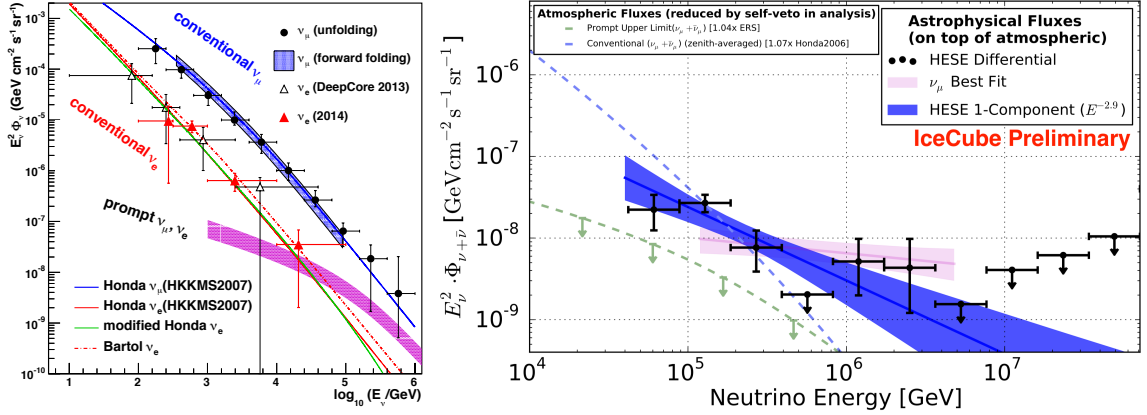 E²ᵥ Φᵥ (GeV cm⁻² s⁻¹ sr⁻¹)
10⁻³
10⁻⁴
10⁻⁵
10⁻⁶
10⁻⁷
10⁻⁸
10⁻⁹
10⁻¹⁰
conventional νμ
conventional νe
prompt νμ, νe
νμ (unfolding)
νμ (forward folding)
νe (DeepCore 2013)
νe (2014)
Honda νμ(HKKMS2007)
Honda νe(HKKMS2007)
modified Honda νe
Bartol νe
1 2 3 4 5 6
log₁₀ (Eν/GeV)
Atmospheric Fluxes (reduced by self-veto in analysis)
Prompt Upper Limit(νμ + ν̄μ) [1.04x ERS]
Conventional (νμ + ν̄μ) (zenith-averaged) [1.07x Honda2006]
Astrophysical Fluxes
(on top of atmospheric)
HESE Differential
νμ Best Fit
HESE 1-Component (E⁻²·⁹)
IceCube Preliminary
E²ν · Φν+ν̄ [GeVcm⁻² s⁻¹ sr⁻¹]
10⁻⁶
10⁻⁷
10⁻⁸
10⁻⁹
10⁴ 10⁵ 10⁶ 10⁷
Neutrino Energy [GeV]